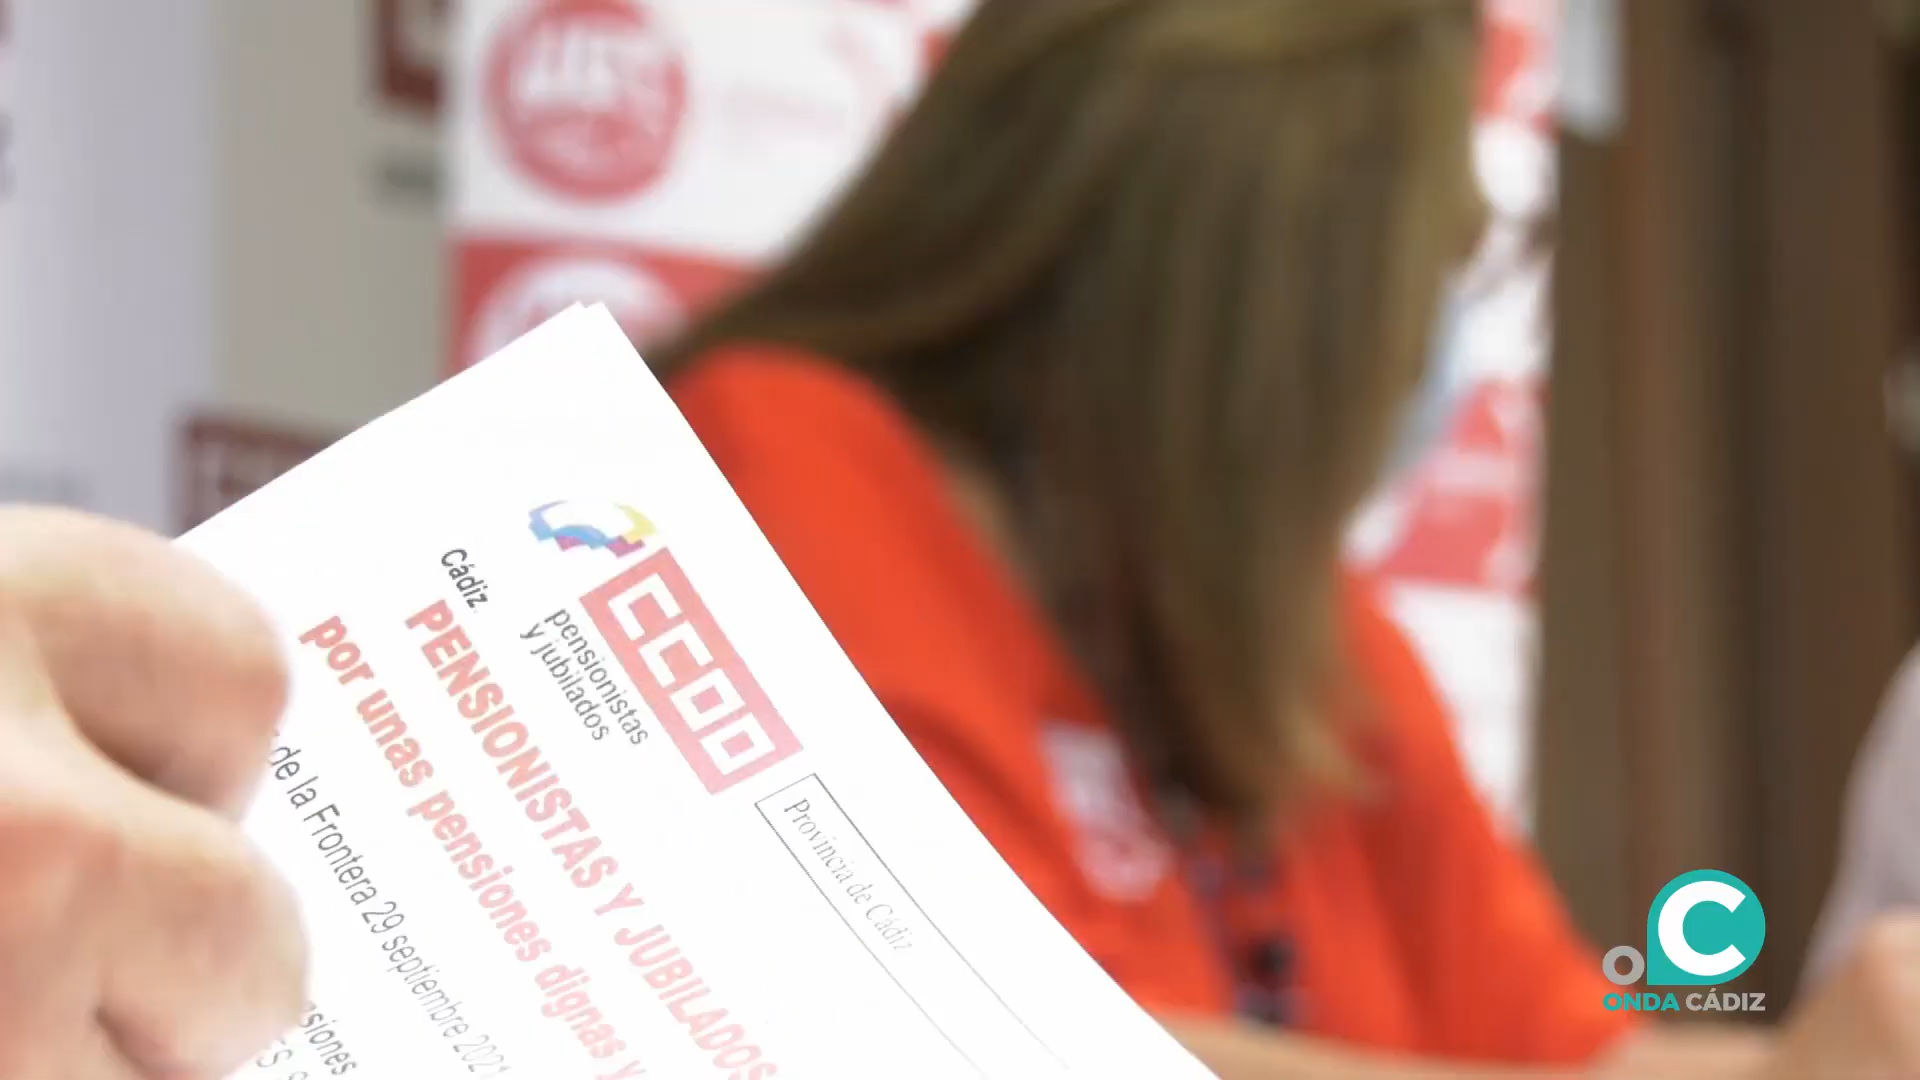 CCOO
pensionistas
y jubilados
Cádiz
Provincia de Cádiz
PENSIONISTAS Y JUBILADOS
por unas pensiones dignas y
de la Frontera 29 septiembre 2021
C
ONDA CÁDIZ